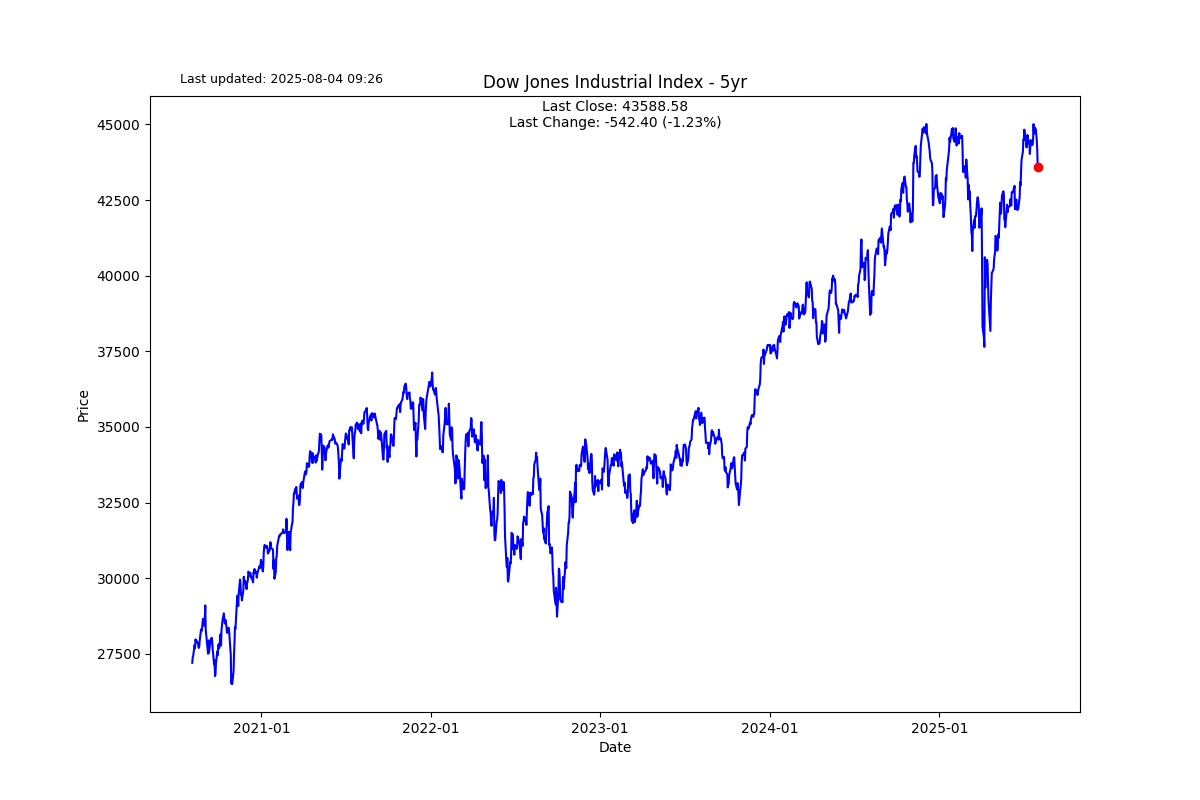 Last updated: 2025-08-04 09:26
Dow Jones Industrial Index - 5yr
Last Close: 43588.58
Last Change: -542.40 (-1.23%)
45000
42500
40000
37500
35000
32500
30000
27500
Price
2021-01
2022-01
2023-01
2024-01
2025-01
Date